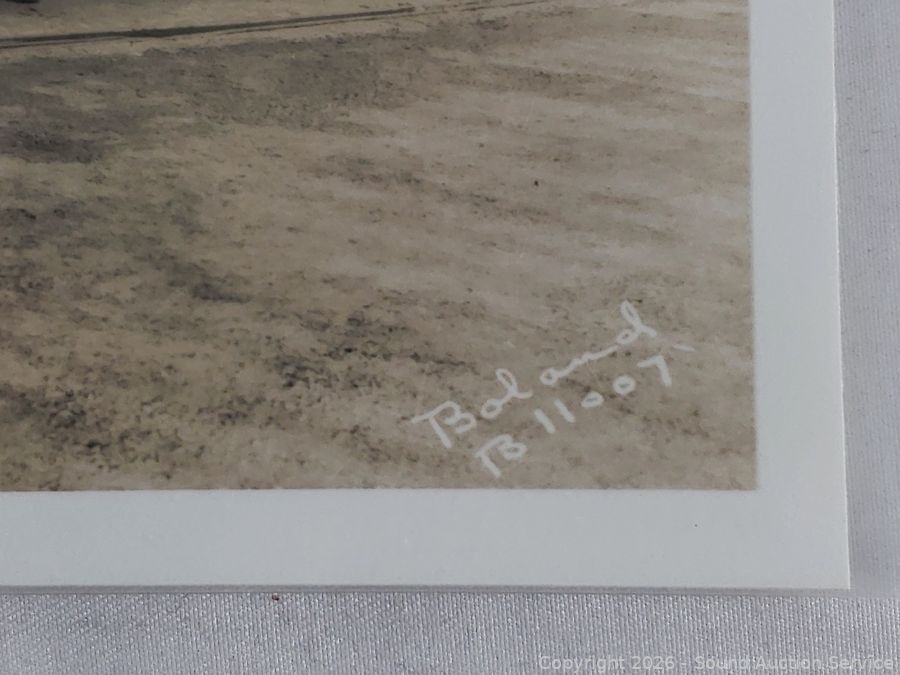 Boland
B11007
Copyright 2026 - Sound Auction Service